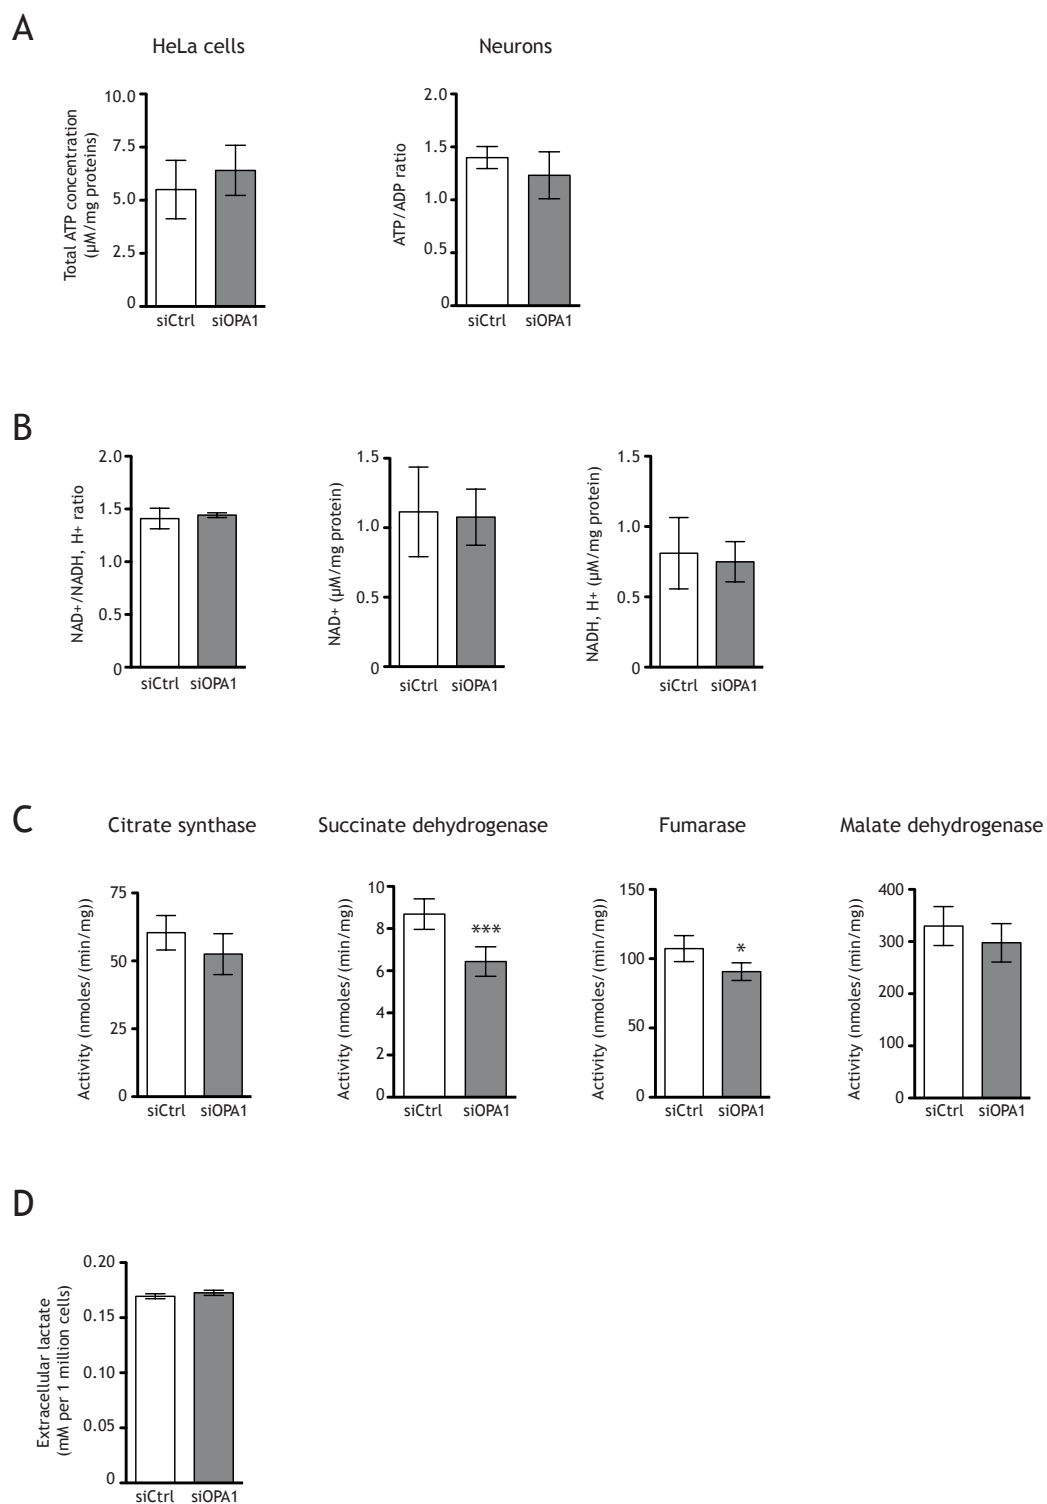 A
HeLa cells
Neurons
Total ATP concentration
(µM/mg proteins)
10.0
7.5
5.0
2.5
0
siCtrl siOPA1
ATP/ADP ratio
2.0
1.5
1.0
0.5
0
siCtrl siOPA1
B
NAD+/NADH, H+ ratio
2.0
1.5
1.0
0.5
0
siCtrl siOPA1
NAD+ (µM/mg protein)
1.5
1.0
0.5
0
siCtrl siOPA1
NADH, H+ (µM/mg protein)
1.5
1.0
0.5
0
siCtrl siOPA1
C
Citrate synthase
Activity (nmoles/(min/mg))
75
50
25
0
siCtrl siOPA1
Succinate dehydrogenase
Activity (nmoles/(min/mg))
10
8
6
4
2
0
***
siCtrl siOPA1
Fumarase
Activity (nmoles/(min/mg))
150
100
50
0
*
siCtrl siOPA1
Malate dehydrogenase
Activity (nmoles/(min/mg))
400
300
200
100
0
siCtrl siOPA1
D
Extracellular lactate
(mM per 1 million cells)
0.20
0.15
0.10
0.05
0
siCtrl siOPA1